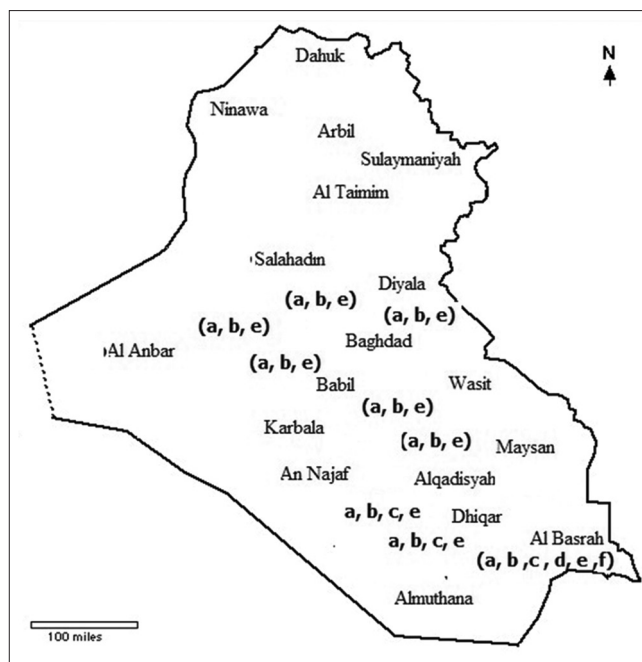 Dahuk
N
Ninawa
Arbil
Sulaymaniyah
Al Taimim
Salahadin
Diyala
(a, b, e)
(a, b, e)
(a, b, e)
Baghdad
Al Anbar
(a, b, e)
Babil
Wasit
(a, b, e)
Karbala
(a, b, e)
Maysan
An Najaf
Alqadisyah
a, b, c, e
Dhiqar
Al Basrah
a, b, c, e
(a, b ,c , d, e ,f)
Almuthana
100 miles